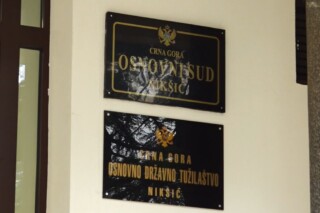 CRNA GORA
OSNOVNI SUD
NIKŠIĆ
CRNA GORA
OSNOVNO DRŽAVNO TUŽILAŠTVO
NIKŠIĆ